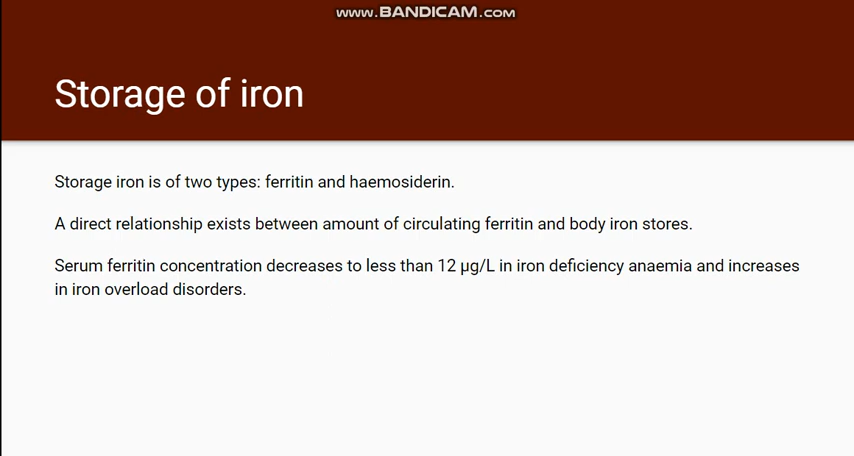 www.BANDICAM.com
Storage of iron
Storage iron is of two types: ferritin and haemosiderin.
A direct relationship exists between amount of circulating ferritin and body iron stores.
Serum ferritin concentration decreases to less than 12 µg/L in iron deficiency anaemia and increases
in iron overload disorders.